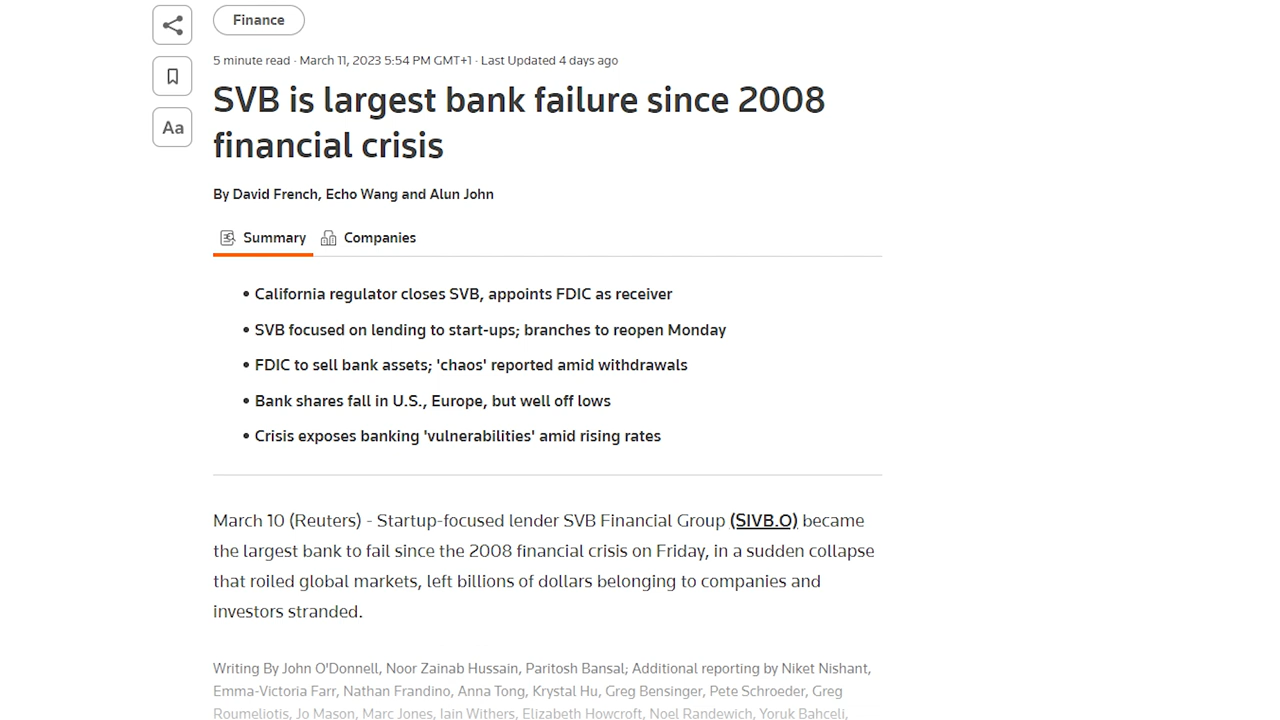 Finance
5 minute read · March 11, 2023 5:54 PM GMT+1 · Last Updated 4 days ago
Aa
SVB is largest bank failure since 2008
financial crisis
By David French, Echo Wang and Alun John
Summary Companies
• California regulator closes SVB, appoints FDIC as receiver
• SVB focused on lending to start-ups; branches to reopen Monday
• FDIC to sell bank assets; 'chaos' reported amid withdrawals
• Bank shares fall in U.S., Europe, but well off lows
• Crisis exposes banking 'vulnerabilities' amid rising rates
March 10 (Reuters) - Startup-focused lender SVB Financial Group (SIVB.O) became
the largest bank to fail since the 2008 financial crisis on Friday, in a sudden collapse
that roiled global markets, left billions of dollars belonging to companies and
investors stranded.
Writing By John O'Donnell, Noor Zainab Hussain, Paritosh Bansal; Additional reporting by Niket Nishant,
Emma-Victoria Farr, Nathan Frandino, Anna Tong, Krystal Hu, Greg Bensinger, Pete Schroeder, Greg
Roumeliotis, Jo Mason, Marc Jones, Iain Withers, Elizabeth Howcroft, Noel Randewich, Yoruk Bahceli,